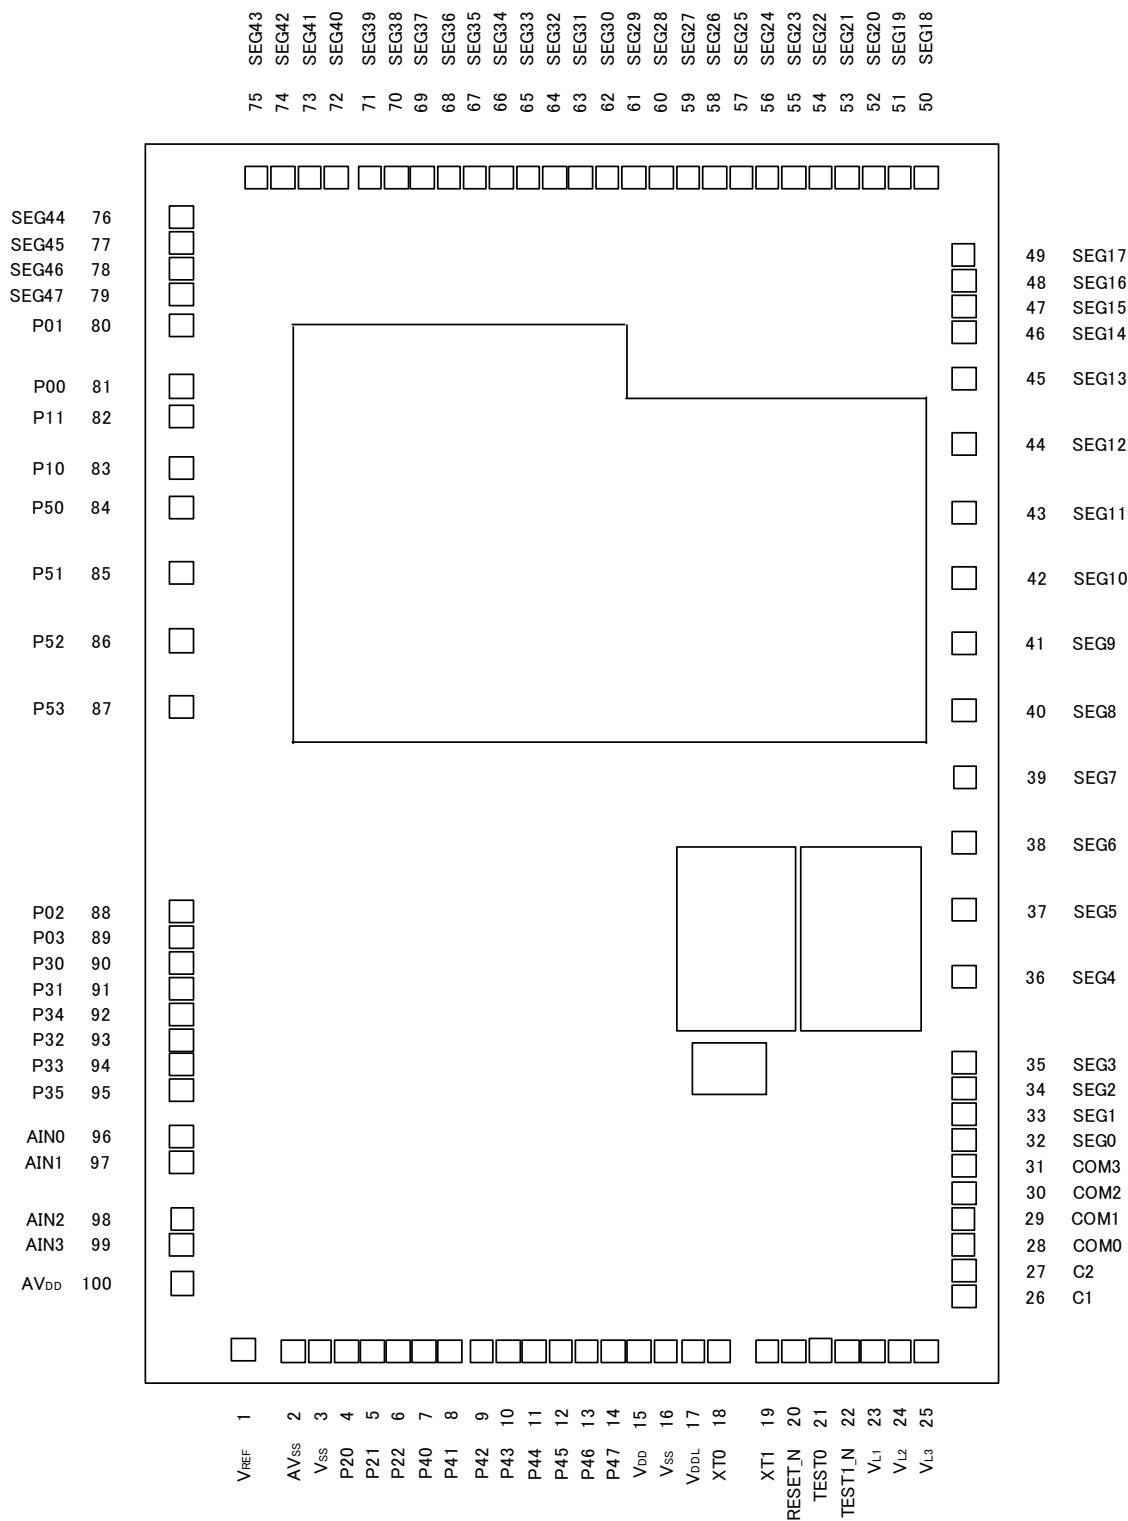 75 SEG43
74 SEG42
73 SEG41
72 SEG40
71 SEG39
70 SEG38
69 SEG37
68 SEG36
67 SEG35
66 SEG34
65 SEG33
64 SEG32
63 SEG31
62 SEG30
61 SEG29
60 SEG28
59 SEG27
58 SEG26
57 SEG25
56 SEG24
55 SEG23
54 SEG22
53 SEG21
52 SEG20
51 SEG19
50 SEG18
SEG44 76
SEG45 77
SEG46 78
SEG47 79
P01 80
P00 81
P11 82
P10 83
P50 84
P51 85
P52 86
P53 87
P02 88
P03 89
P30 90
P31 91
P34 92
P32 93
P33 94
P35 95
AIN0 96
AIN1 97
AIN2 98
AIN3 99
AVDD 100
49 SEG17
48 SEG16
47 SEG15
46 SEG14
45 SEG13
44 SEG12
43 SEG11
42 SEG10
41 SEG9
40 SEG8
39 SEG7
38 SEG6
37 SEG5
36 SEG4
35 SEG3
34 SEG2
33 SEG1
32 SEG0
31 COM3
30 COM2
29 COM1
28 COM0
27 C2
26 C1
VREF 1
AVSS 2
VSS 3
P20 4
P21 5
P22 6
P40 7
P41 8
P42 9
P43 10
P44 11
P45 12
P46 13
P47 14
VDD 15
VSS 16
VDDL 17
XT0 18
XT1 19
RESET_N 20
TEST0 21
TEST1_N 22
VL1 23
VL2 24
VL3 25